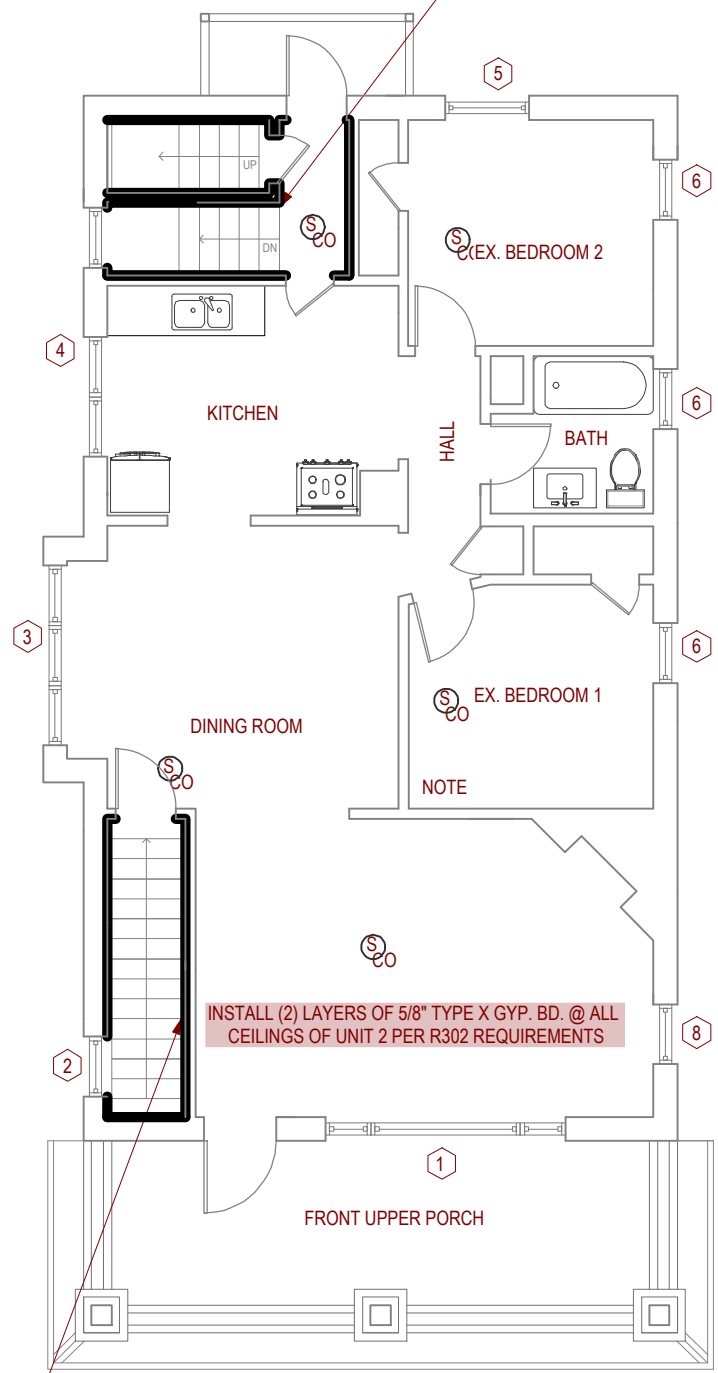 5
UP
6
S
CO
S
CO
EX. BEDROOM 2
DN
4
6
KITCHEN
HALL
BATH
3
6
S
CO
EX. BEDROOM 1
DINING ROOM
S
CO
NOTE
S
CO
INSTALL (2) LAYERS OF 5/8" TYPE X GYP. BD. @ ALL
CEILINGS OF UNIT 2 PER R302 REQUIREMENTS
8
2
1
FRONT UPPER PORCH